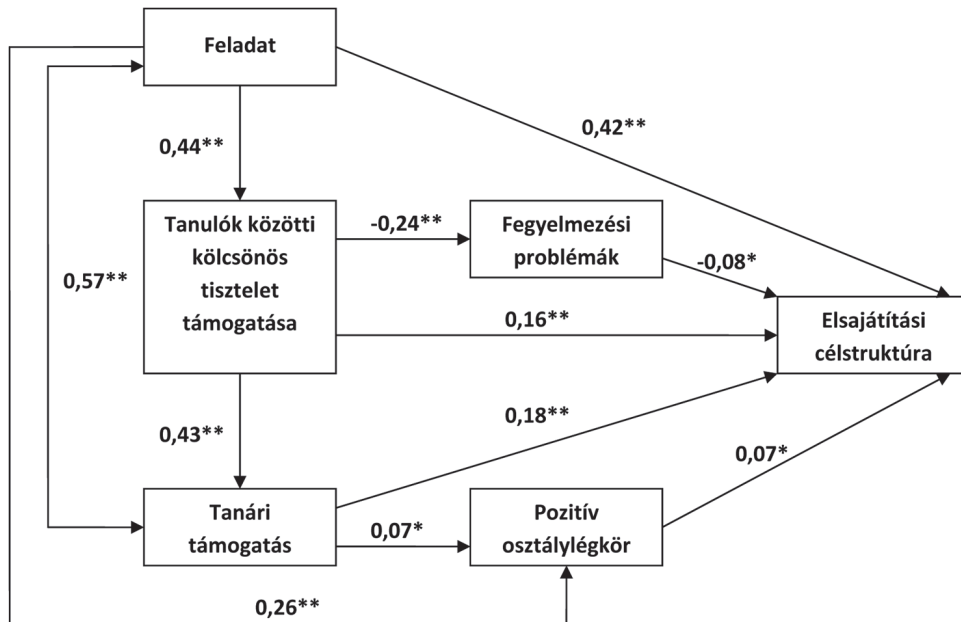 Feladat
0,42**
0,44**
Tanulók közötti
kölcsönös
tisztelet
támogatása
-0,24**
Fegyelmezési
problémák
-0,08*
0,57**
0,16**
Elsajátítási
célstruktúra
0,43**
0,18**
0,07*
Tanári
támogatás
0,07*
Pozitív
osztálylégkör
0,26**